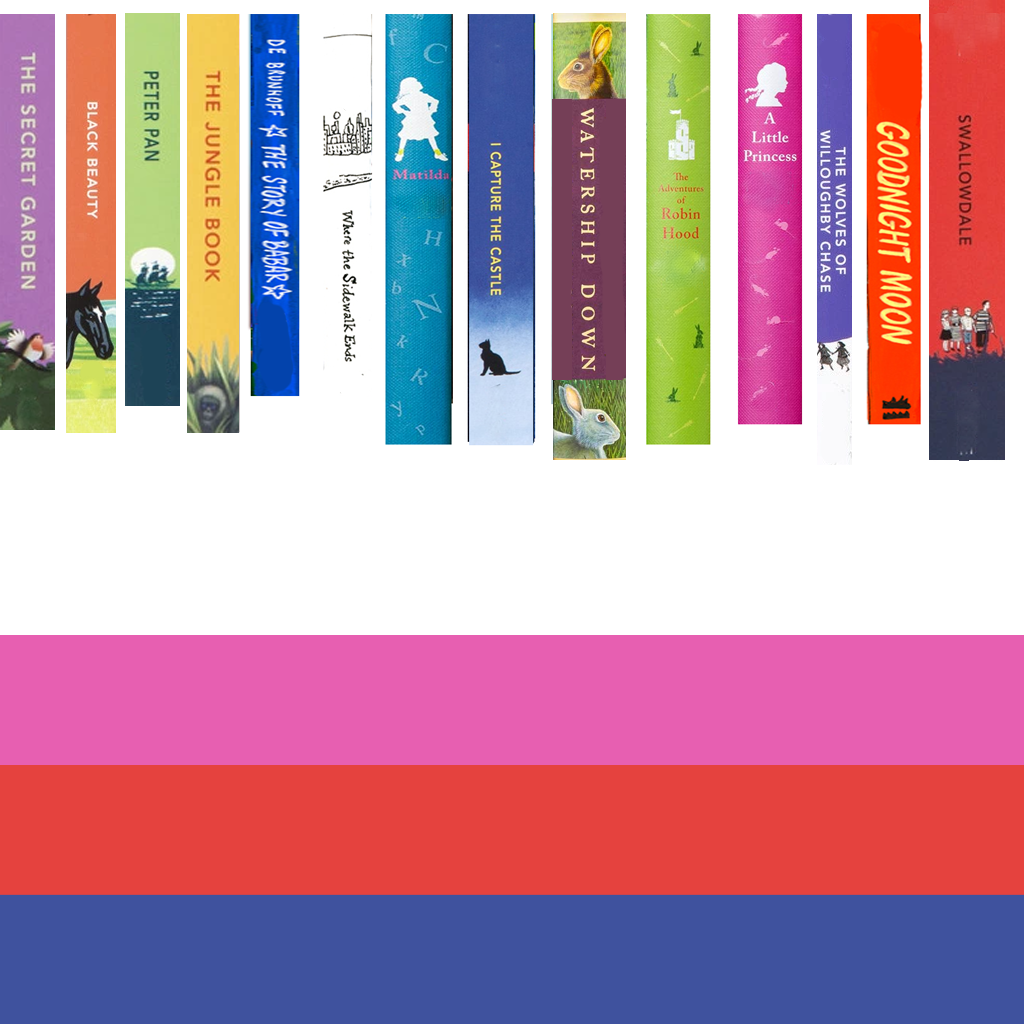 THE SECRET GARDEN
BLACK BEAUTY
PETER PAN
THE JUNGLE BOOK
DE BRUNHOFF ☆ THE STORY OF BABAR ☆
Where the Sidewalk Ends
f
C
Matilda
H
x
b
N
k
R
T
P
I CAPTURE THE CASTLE
WATERSHIP DOWN
The
Adventures
of
Robin
Hood
A
Little
Princess
THE WOLVES OF
WILLOUGHBY CHASE
GOODNIGHT MOON
SWALLOWDALE